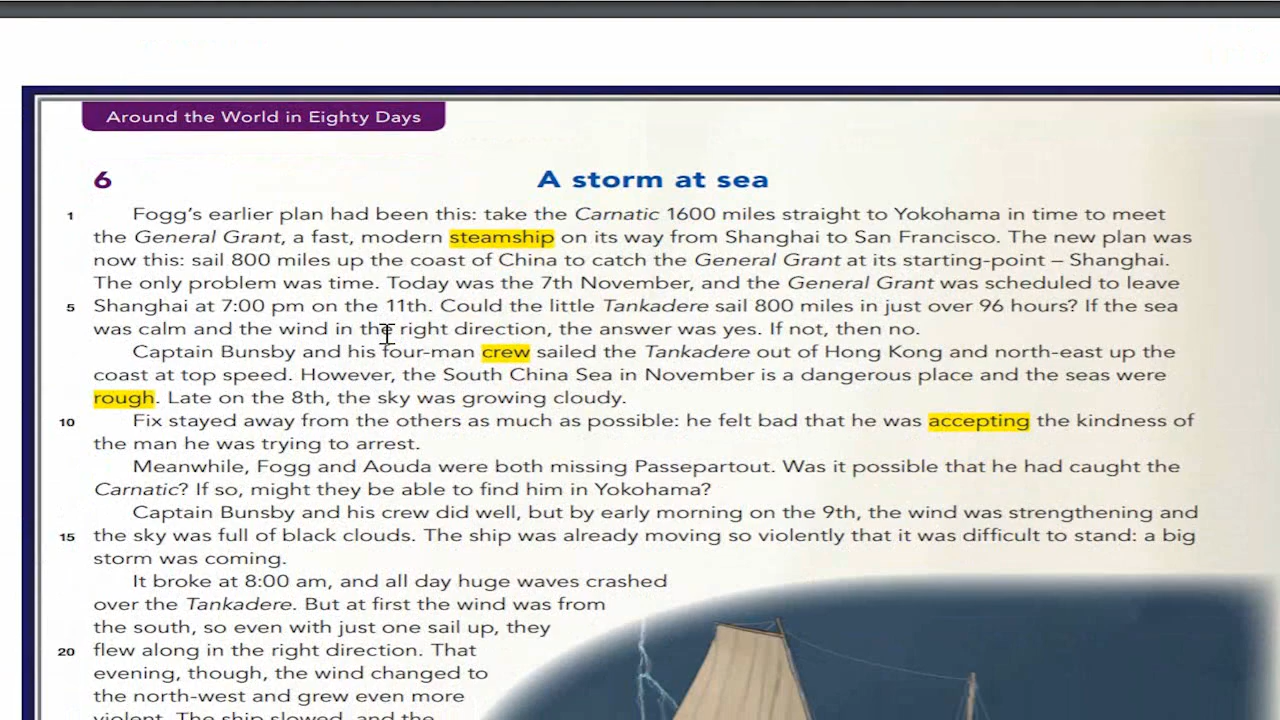 Around the World in Eighty Days
6
A storm at sea
1 Fogg's earlier plan had been this: take the Carnatic 1600 miles straight to Yokohama in time to meet
the General Grant, a fast, modern steamship on its way from Shanghai to San Francisco. The new plan was
now this: sail 800 miles up the coast of China to catch the General Grant at its starting-point – Shanghai.
The only problem was time. Today was the 7th November, and the General Grant was scheduled to leave
5 Shanghai at 7:00 pm on the 11th. Could the little Tankadere sail 800 miles in just over 96 hours? If the sea
was calm and the wind in the right direction, the answer was yes. If not, then no.
Captain Bunsby and his four-man crew sailed the Tankadere out of Hong Kong and north-east up the
coast at top speed. However, the South China Sea in November is a dangerous place and the seas were
rough. Late on the 8th, the sky was growing cloudy.
10 Fix stayed away from the others as much as possible: he felt bad that he was accepting the kindness of
the man he was trying to arrest.
Meanwhile, Fogg and Aouda were both missing Passepartout. Was it possible that he had caught the
Carnatic? If so, might they be able to find him in Yokohama?
Captain Bunsby and his crew did well, but by early morning on the 9th, the wind was strengthening and
15 the sky was full of black clouds. The ship was already moving so violently that it was difficult to stand: a big
storm was coming.
It broke at 8:00 am, and all day huge waves crashed
over the Tankadere. But at first the wind was from
the south, so even with just one sail up, they
20 flew along in the right direction. That
evening, though, the wind changed to
the north-west and grew even more
violent. The ship slowed, and the